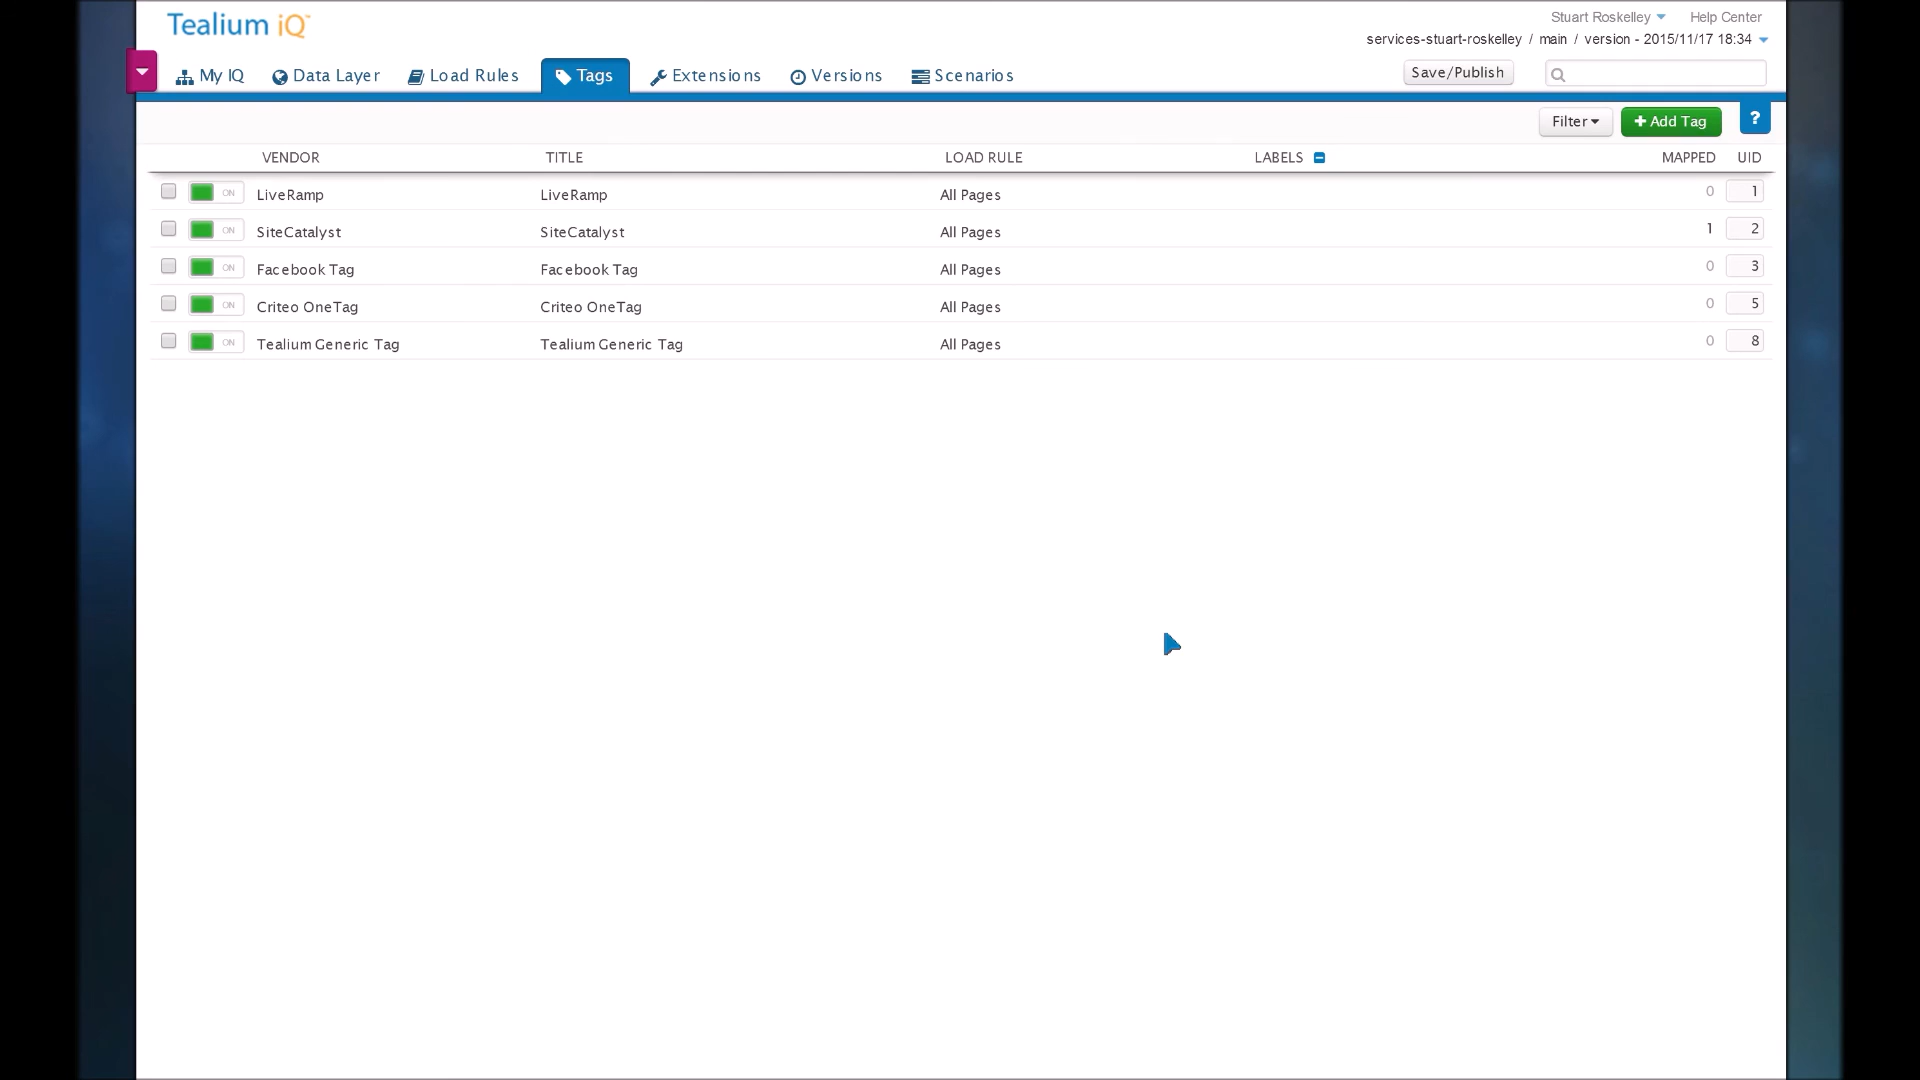 Tealium iQ™
Stuart Roskelley Help Center
services-stuart-roskelley / main / version - 2015/11/17 18:34
My IQ Data Layer Load Rules Tags Extensions Versions Scenarios Save/Publish
Filter + Add Tag ?
VENDOR TITLE LOAD RULE LABELS MAPPED UID
ON LiveRamp LiveRamp All Pages 0 1
ON SiteCatalyst SiteCatalyst All Pages 1 2
ON Facebook Tag Facebook Tag All Pages 0 3
ON Criteo OneTag Criteo OneTag All Pages 0 5
ON Tealium Generic Tag Tealium Generic Tag All Pages 0 8